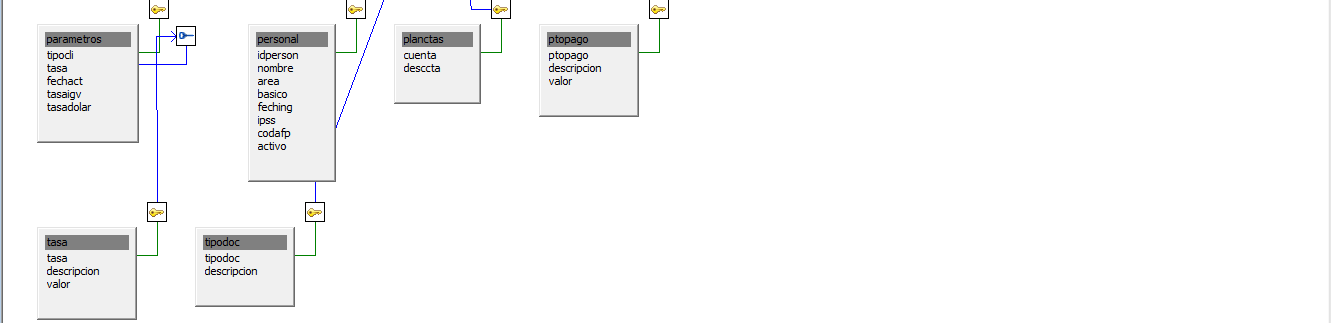 parametros
tipocli
tasa
fechact
tasaigv
tasadolar
personal
idperson
nombre
area
basico
feching
ipss
codafp
activo
planctas
cuenta
desccta
ptopago
ptopago
descripcion
valor
tasa
tasa
descripcion
valor
tipodoc
tipodoc
descripcion